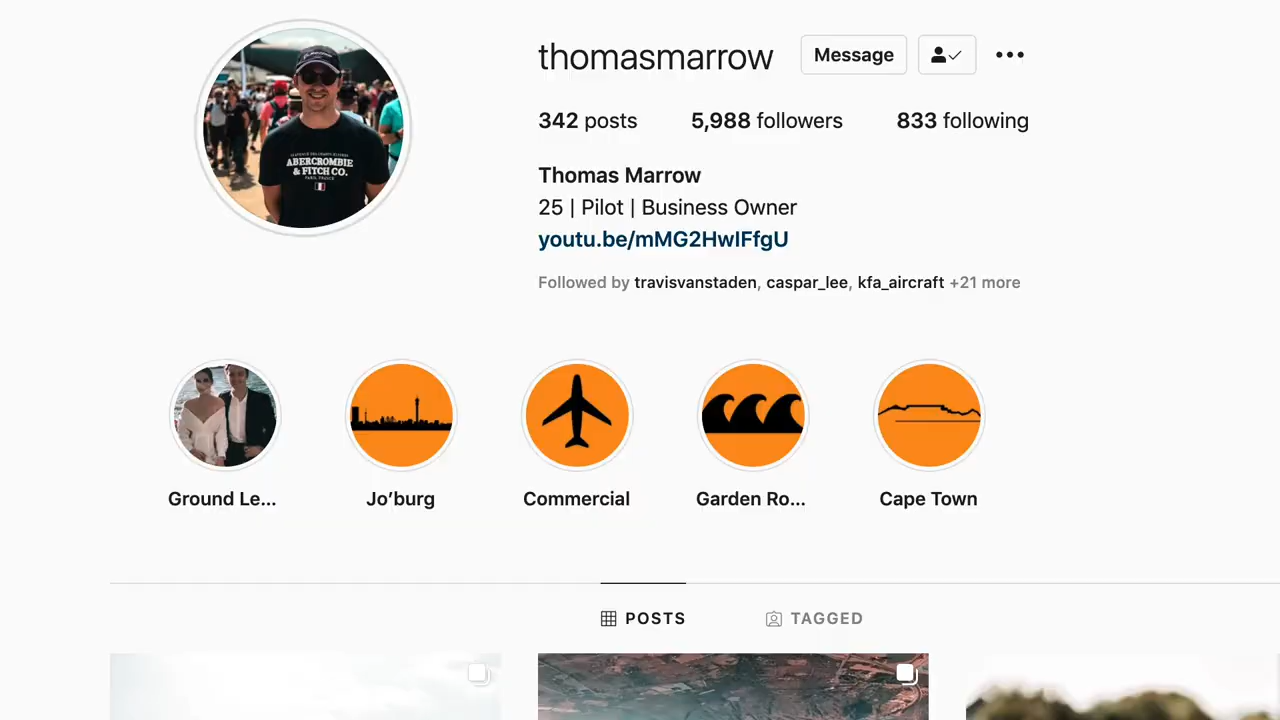 thomasmarrow Message
342 posts 5,988 followers 833 following
Thomas Marrow
25 | Pilot | Business Owner
youtu.be/mMG2HwIFfgU
Followed by travisvanstaden, caspar_lee, kfa_aircraft +21 more
ABERCROMBIE
& FITCH CO.
Ground Le... Jo’burg Commercial Garden Ro... Cape Town
POSTS TAGGED